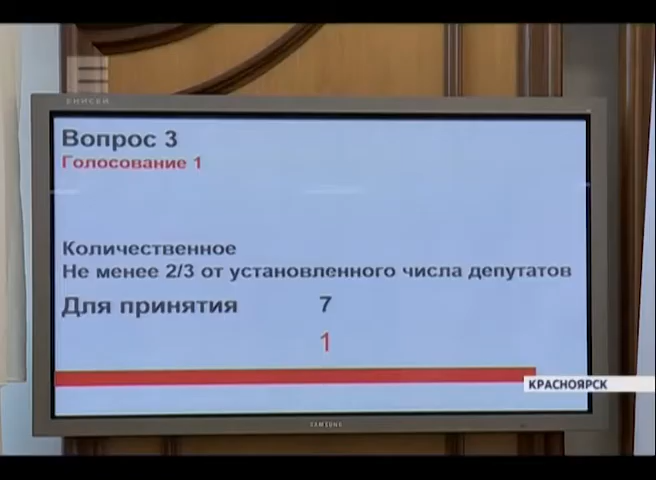 ЕНИСЕЙ
Вопрос 3
Голосование 1
Количественное
Не менее 2/3 от установленного числа депутатов
Для принятия 7
1
КРАСНОЯРСК
SAMSUNG